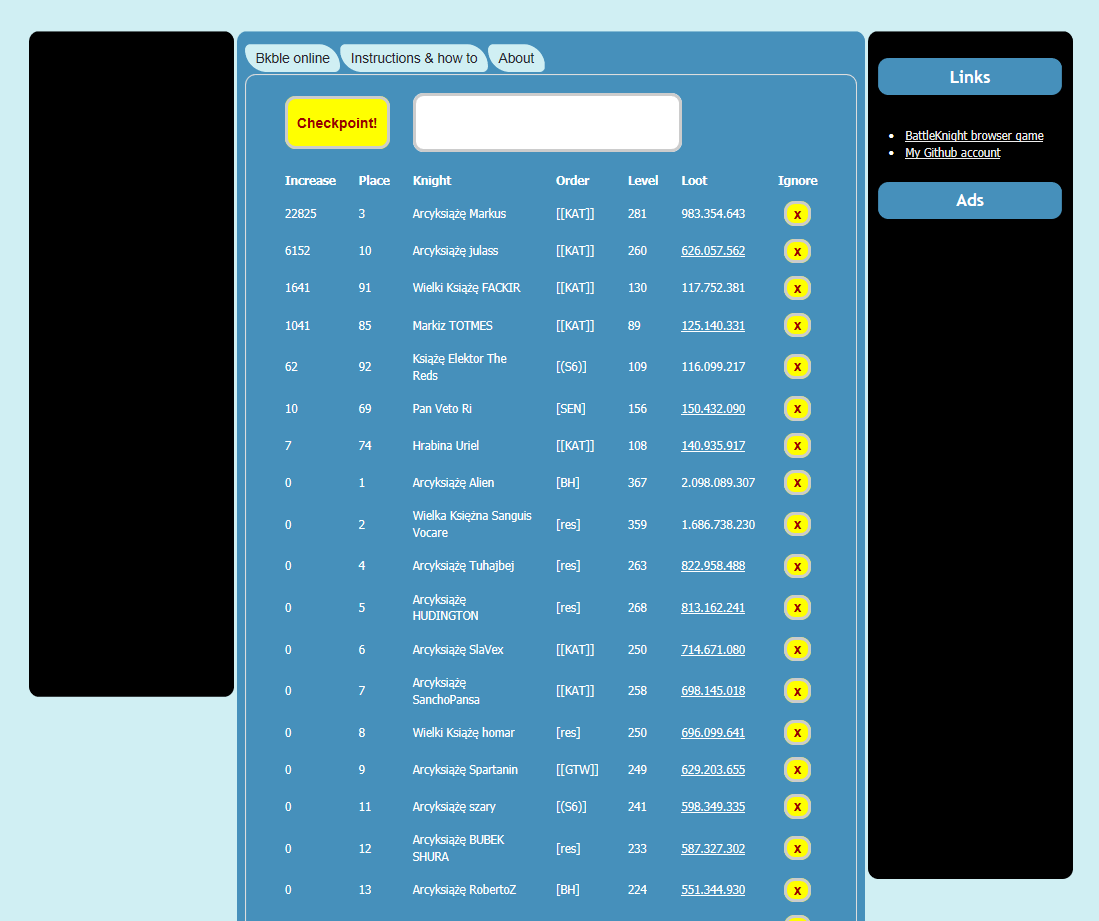 Bkble online Instructions & how to About
Checkpoint!
Increase Place Knight Order Level Loot Ignore
22825 3 Arcyksiążę Markus [[KAT]] 281 983.354.643 x
6152 10 Arcyksiążę julass [[KAT]] 260 626.057.562 x
1641 91 Wielki Książę FACKIR [[KAT]] 130 117.752.381 x
1041 85 Markiz TOTMES [[KAT]] 89 125.140.331 x
62 92 Książę Elektor The
Reds [(S6)] 109 116.099.217 x
10 69 Pan Veto Ri [SEN] 156 150.432.090 x
7 74 Hrabina Uriel [[KAT]] 108 140.935.917 x
0 1 Arcyksiążę Alien [BH] 367 2.098.089.307 x
0 2 Wielka Księżna Sanguis
Vocare [res] 359 1.686.738.230 x
0 4 Arcyksiążę Tuhajbej [res] 263 822.958.488 x
0 5 Arcyksiążę
HUDINGTON [res] 268 813.162.241 x
0 6 Arcyksiążę SlaVex [[KAT]] 250 714.671.080 x
0 7 Arcyksiążę
SanchoPansa [[KAT]] 258 698.145.018 x
0 8 Wielki Książę homar [res] 250 696.099.641 x
0 9 Arcyksiążę Spartanin [[GTW]] 249 629.203.655 x
0 11 Arcyksiążę szary [(S6)] 241 598.349.335 x
0 12 Arcyksiążę BUBEK
SHURA [res] 233 587.327.302 x
0 13 Arcyksiążę RobertoZ [BH] 224 551.344.930 x
Links
BattleKnight browser game
My Github account
Ads